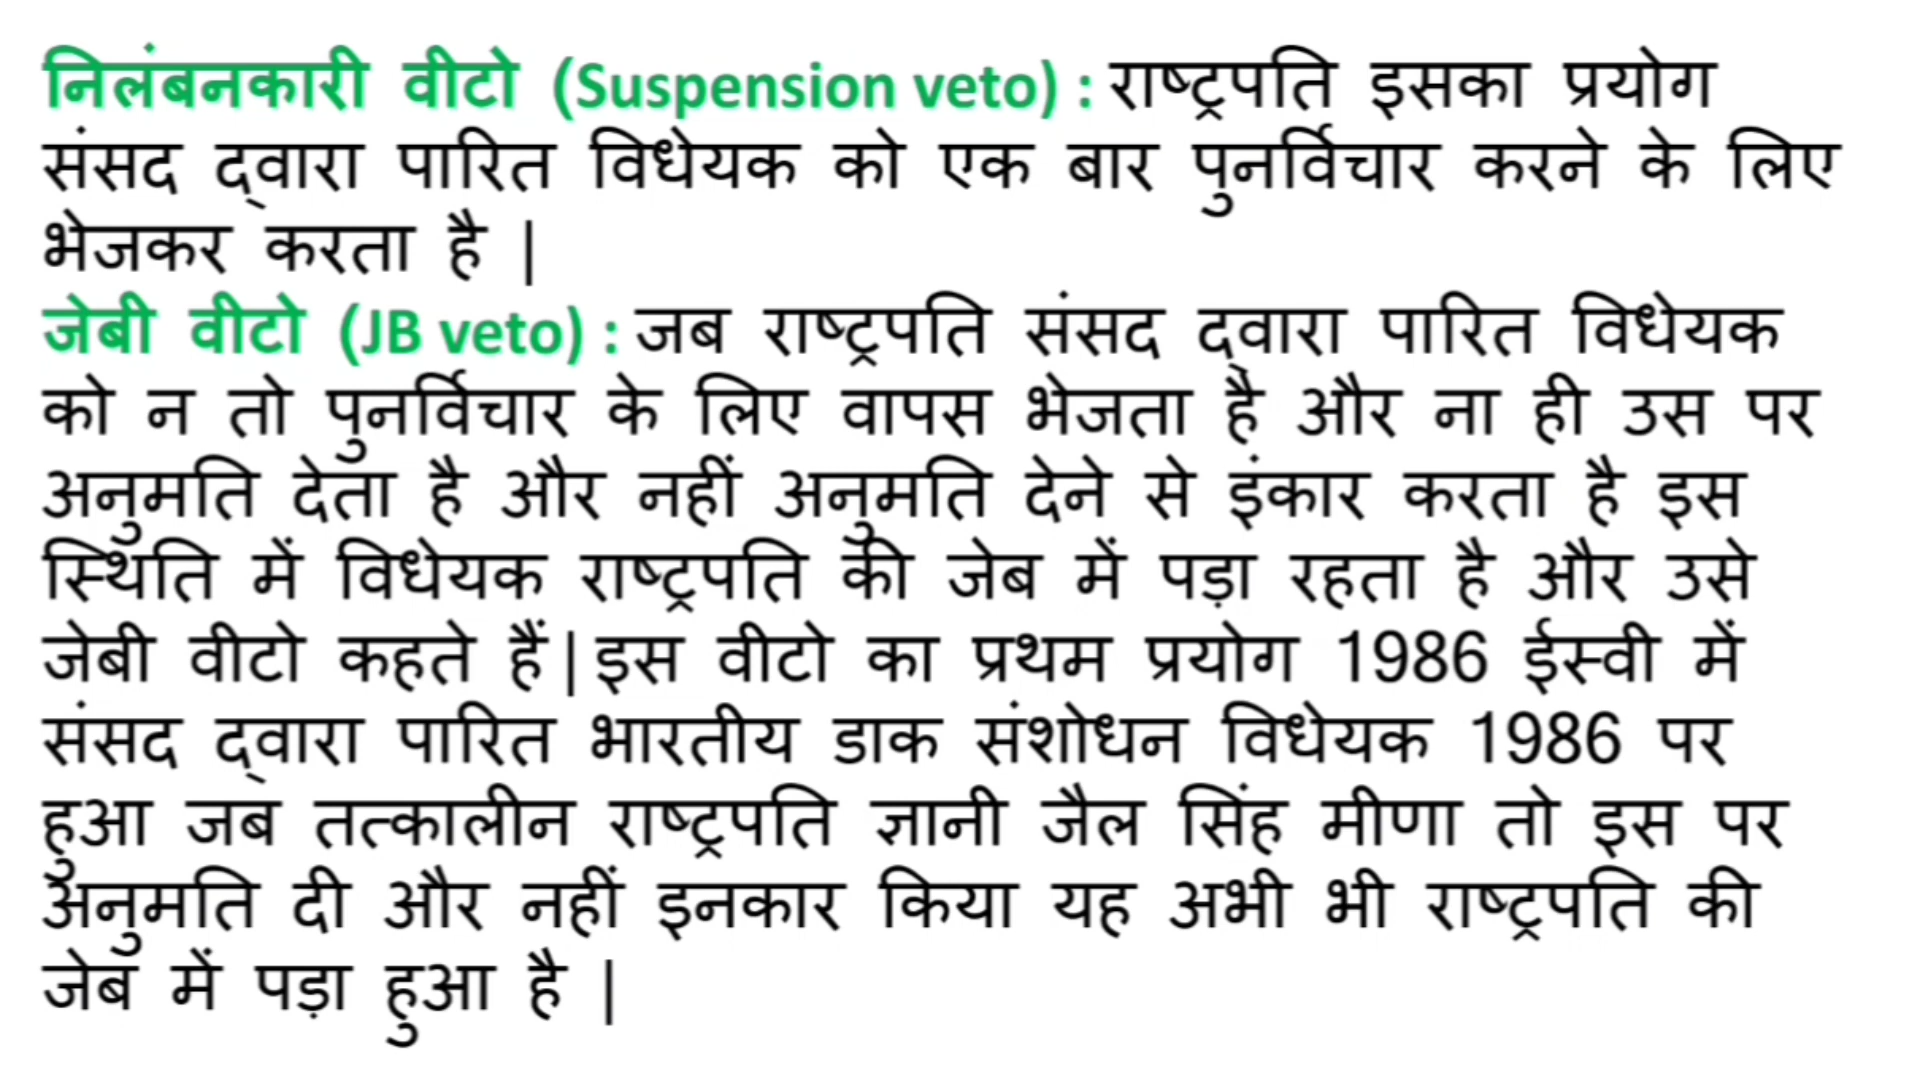 निलंबनकारी वीटो (Suspension veto) : राष्ट्रपति इसका प्रयोग
संसद द्वारा पारित विधेयक को एक बार पुनर्विचार करने के लिए
भेजकर करता है |
जेबी वीटो (JB veto) : जब राष्ट्रपति संसद द्वारा पारित विधेयक
को न तो पुनर्विचार के लिए वापस भेजता है और ना ही उस पर
अनुमति देता है और नहीं अनुमति देने से इंकार करता है इस
स्थिति में विधेयक राष्ट्रपति की जेब में पड़ा रहता है और उसे
जेबी वीटो कहते हैं | इस वीटो का प्रथम प्रयोग 1986 ईस्वी में
संसद द्वारा पारित भारतीय डाक संशोधन विधेयक 1986 पर
हुआ जब तत्कालीन राष्ट्रपति ज्ञानी जैल सिंह मीणा तो इस पर
अनुमति दी और नहीं इनकार किया यह अभी भी राष्ट्रपति की
जेब में पड़ा हुआ है |